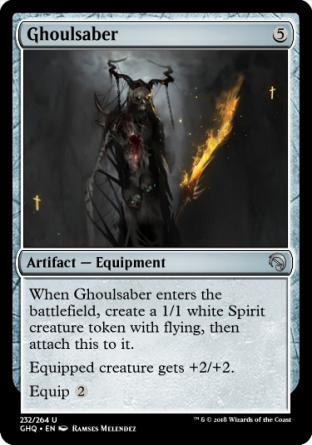 Ghoulsaber 5
Artifact — Equipment
When Ghoulsaber enters the
battlefield, create a 1/1 white Spirit
creature token with flying, then
attach this to it.
Equipped creature gets +2/+2.
Equip 2
232/264 U
GHQ • EN Ramses Melendez
™ & © 2018 Wizards of the Coast